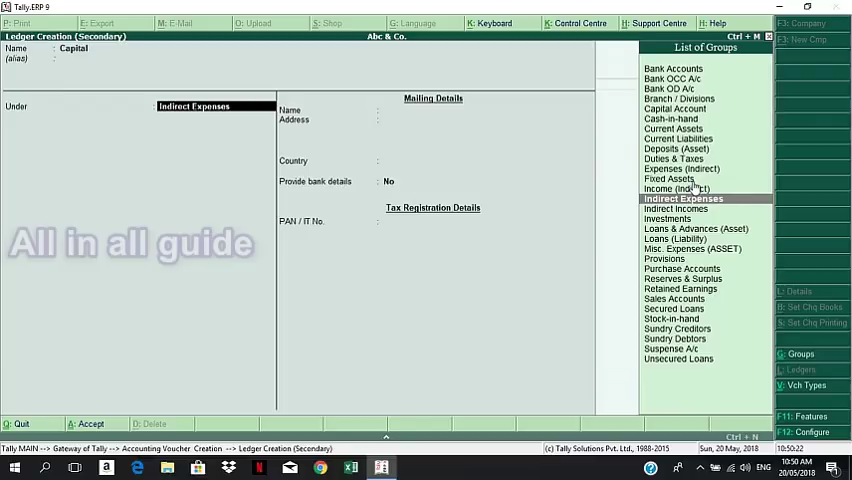 Tally.ERP 9
P: Print
E: Export
M: E-Mail
O: Upload
S: Shop
G: Language
K: Keyboard
K: Control Centre
H: Support Centre
H: Help
F3: Company
F3: New Cmp
Ledger Creation (Secondary)
Abc & Co.
Ctrl + M
Name : Capital
(alias) :
Under : Indirect Expenses
Mailing Details
Name :
Address :
Country :
Provide bank details : No
Tax Registration Details
PAN / IT No. :
All in all guide
List of Groups
Bank Accounts
Bank OCC A/c
Bank OD A/c
Branch / Divisions
Capital Account
Cash-in-hand
Current Assets
Current Liabilities
Deposits (Asset)
Duties & Taxes
Expenses (Indirect)
Fixed Assets
Income (Indirect)
Indirect Expenses
Indirect Incomes
Investments
Loans & Advances (Asset)
Loans (Liability)
Misc. Expenses (ASSET)
Provisions
Purchase Accounts
Reserves & Surplus
Retained Earnings
Sales Accounts
Secured Loans
Stock-in-hand
Sundry Creditors
Sundry Debtors
Suspense A/c
Unsecured Loans
L: Details
B: Set Chq Books
S: Set Chq Printing
G: Groups
L: Ledgers
V: Vch Types
F11: Features
F12: Configure
Q: Quit
A: Accept
D: Delete
Ctrl + N
Tally MAIN --> Gateway of Tally --> Accounting Voucher Creation --> Ledger Creation (Secondary)
(c) Tally Solutions Pvt. Ltd., 1988-2015
Sun, 20 May, 2018
10:50:22
ENG
10:50 AM
20/05/2018